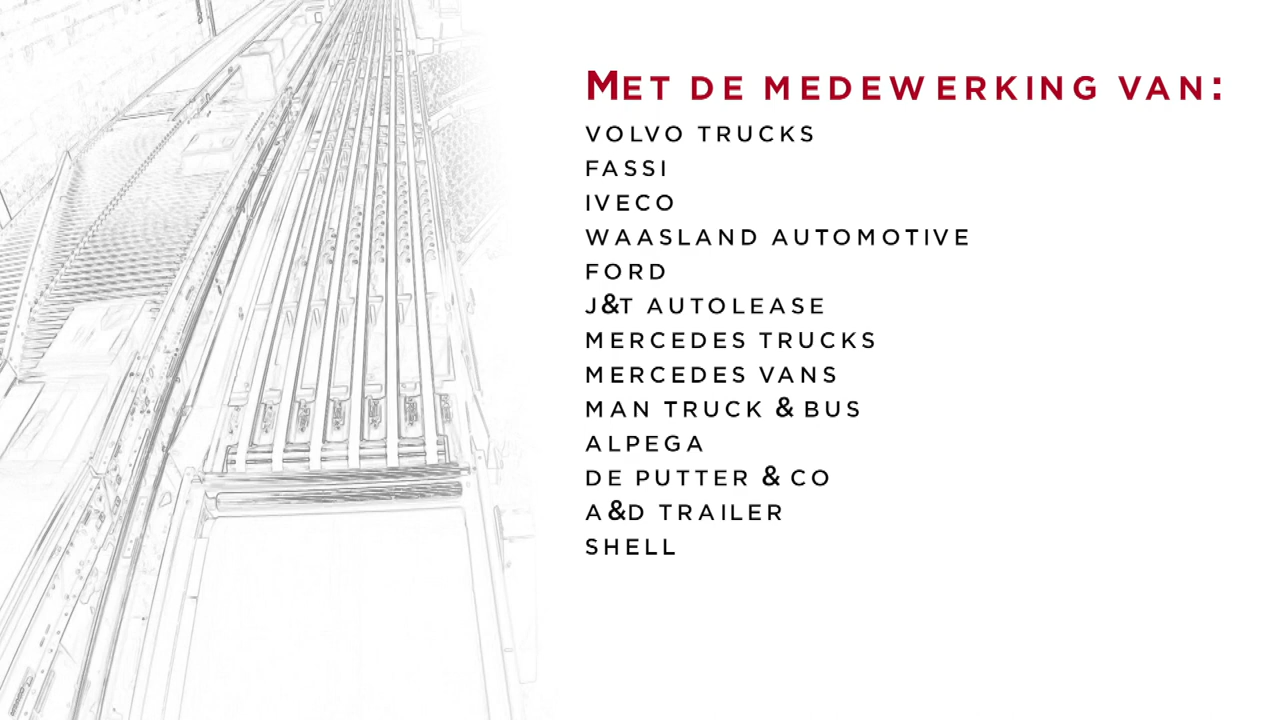 MET DE MEDEWERKING VAN:
VOLVO TRUCKS
FASSI
IVECO
WAASLAND AUTOMOTIVE
FORD
J&T AUTOLEASE
MERCEDES TRUCKS
MERCEDES VANS
MAN TRUCK & BUS
ALPEGA
DE PUTTER & CO
A&D TRAILER
SHELL